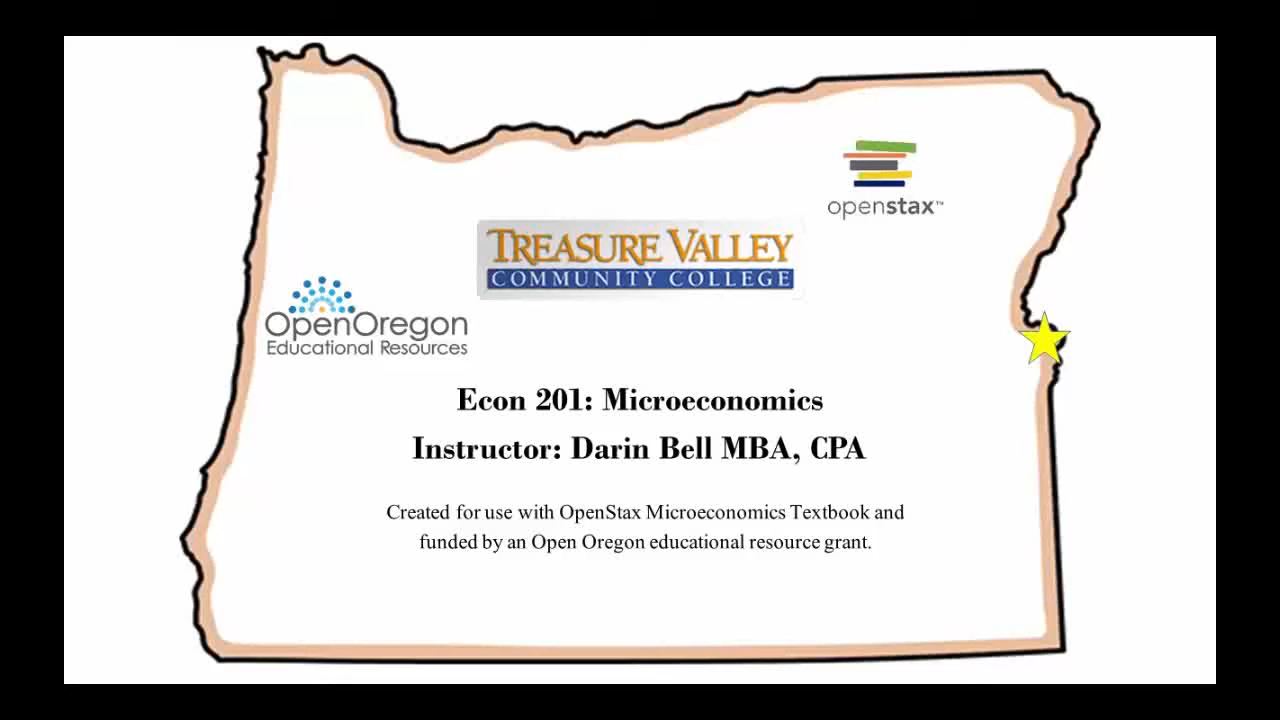 openstax™
TREASURE VALLEY
COMMUNITY COLLEGE
OpenOregon
Educational Resources
Econ 201: Microeconomics
Instructor: Darin Bell MBA, CPA
Created for use with OpenStax Microeconomics Textbook and
funded by an Open Oregon educational resource grant.